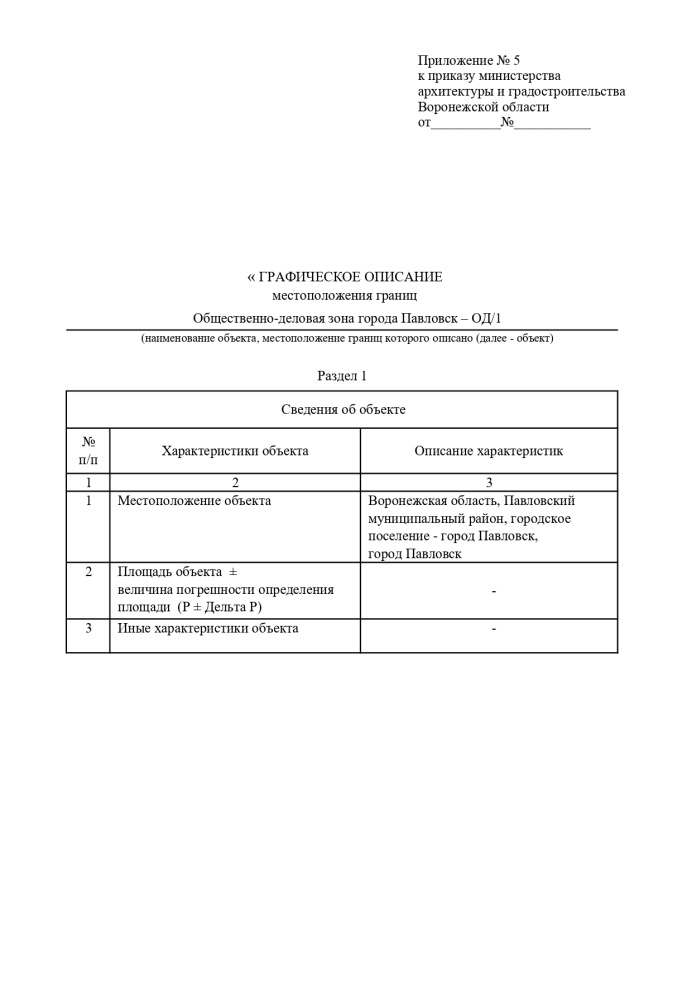 Приложение № 5
к приказу министерства
архитектуры и градостроительства
Воронежской области
от__________№___________
« ГРАФИЧЕСКОЕ ОПИСАНИЕ
местоположения границ
Общественно-деловая зона города Павловск – ОД/1
(наименование объекта, местоположение границ которого описано (далее - объект)
Раздел 1
Сведения об объекте
№
п/п
Характеристики объекта
Описание характеристик
1
2
3
1
Местоположение объекта
Воронежская область, Павловский
муниципальный район, городское
поселение - город Павловск,
город Павловск
2
Площадь объекта ±
величина погрешности определения
площади (P ± Дельта P)
-
3
Иные характеристики объекта
-